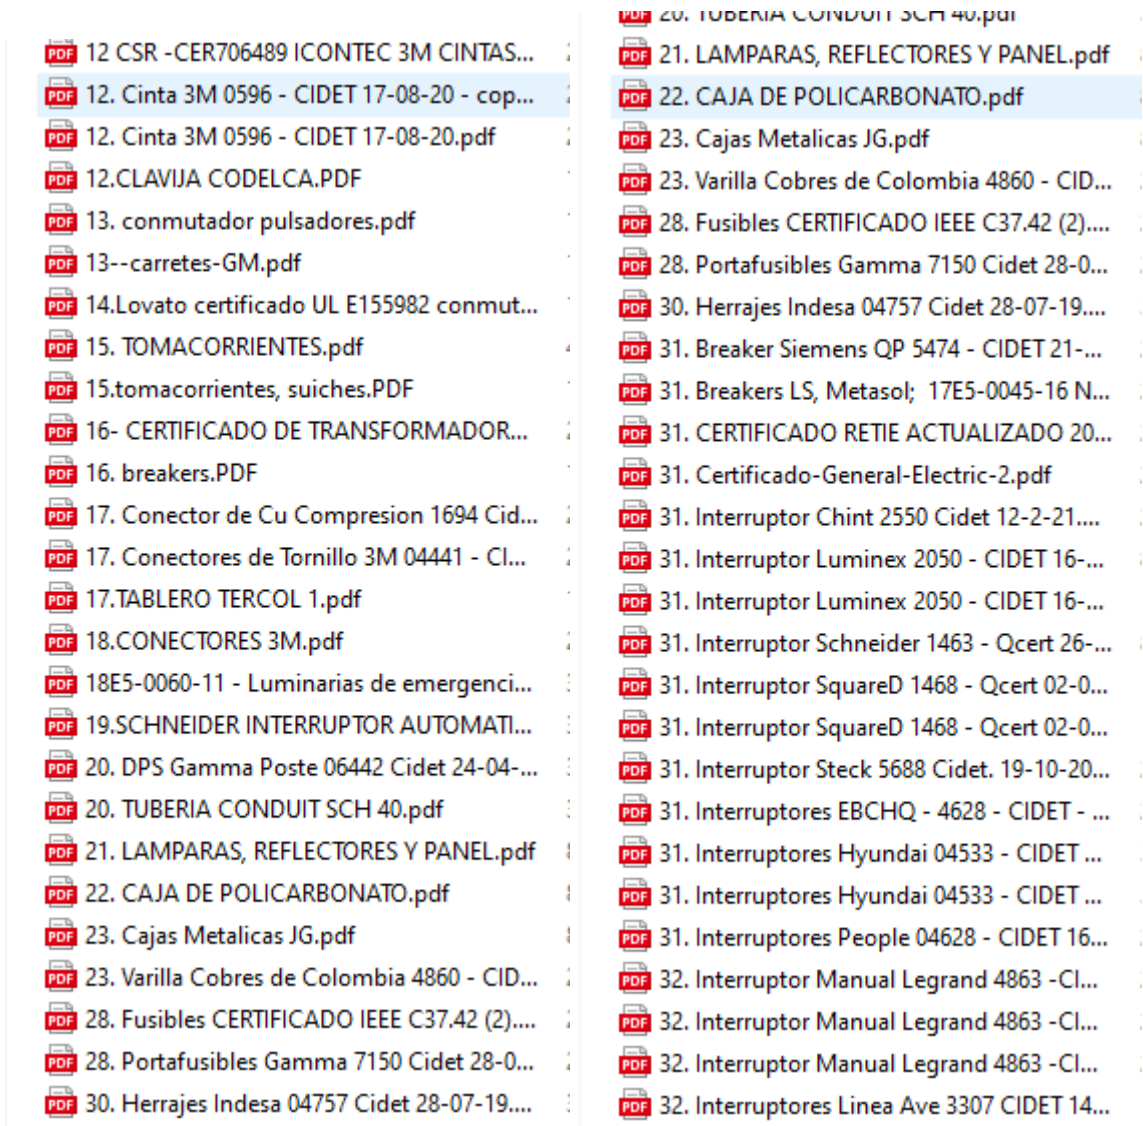 12 CSR -CER706489 ICONTEC 3M CINTAS...
12. Cinta 3M 0596 - CIDET 17-08-20 - cop...
12. Cinta 3M 0596 - CIDET 17-08-20.pdf
12.CLAVIJA CODELCA.PDF
13. conmutador pulsadores.pdf
13--carretes-GM.pdf
14.Lovato certificado UL E155982 conmut...
15. TOMACORRIENTES.pdf
15.tomacorrientes, suiches.PDF
16- CERTIFICADO DE TRANSFORMADOR...
16. breakers.PDF
17. Conector de Cu Compresion 1694 Cid...
17. Conectores de Tornillo 3M 04441 - CI...
17.TABLERO TERCOL 1.pdf
18.CONECTORES 3M.pdf
18E5-0060-11 - Luminarias de emergenci...
19.SCHNEIDER INTERRUPTOR AUTOMATI...
20. DPS Gamma Poste 06442 Cidet 24-04-...
20. TUBERIA CONDUIT SCH 40.pdf
21. LAMPARAS, REFLECTORES Y PANEL.pdf
22. CAJA DE POLICARBONATO.pdf
23. Cajas Metalicas JG.pdf
23. Varilla Cobres de Colombia 4860 - CID...
28. Fusibles CERTIFICADO IEEE C37.42 (2)....
28. Portafusibles Gamma 7150 Cidet 28-0...
30. Herrajes Indesa 04757 Cidet 28-07-19....
20. TUBERIA CONDUIT SCH 40.pdf
21. LAMPARAS, REFLECTORES Y PANEL.pdf
22. CAJA DE POLICARBONATO.pdf
23. Cajas Metalicas JG.pdf
23. Varilla Cobres de Colombia 4860 - CID...
28. Fusibles CERTIFICADO IEEE C37.42 (2)....
28. Portafusibles Gamma 7150 Cidet 28-0...
30. Herrajes Indesa 04757 Cidet 28-07-19....
31. Breaker Siemens QP 5474 - CIDET 21-...
31. Breakers LS, Metasol;  17E5-0045-16 N...
31. CERTIFICADO RETIE ACTUALIZADO 20...
31. Certificado-General-Electric-2.pdf
31. Interruptor Chint 2550 Cidet 12-2-21....
31. Interruptor Luminex 2050 - CIDET 16-...
31. Interruptor Luminex 2050 - CIDET 16-...
31. Interruptor Schneider 1463 - Qcert 26-...
31. Interruptor SquareD 1468 - Qcert 02-0...
31. Interruptor SquareD 1468 - Qcert 02-0...
31. Interruptor Steck 5688 Cidet. 19-10-20...
31. Interruptores EBCHQ - 4628 - CIDET - ...
31. Interruptores Hyundai 04533 - CIDET ...
31. Interruptores Hyundai 04533 - CIDET ...
31. Interruptores People 04628 - CIDET 16...
32. Interruptor Manual Legrand 4863 -CI...
32. Interruptor Manual Legrand 4863 -CI...
32. Interruptor Manual Legrand 4863 -CI...
32. Interruptores Linea Ave 3307 CIDET 14...